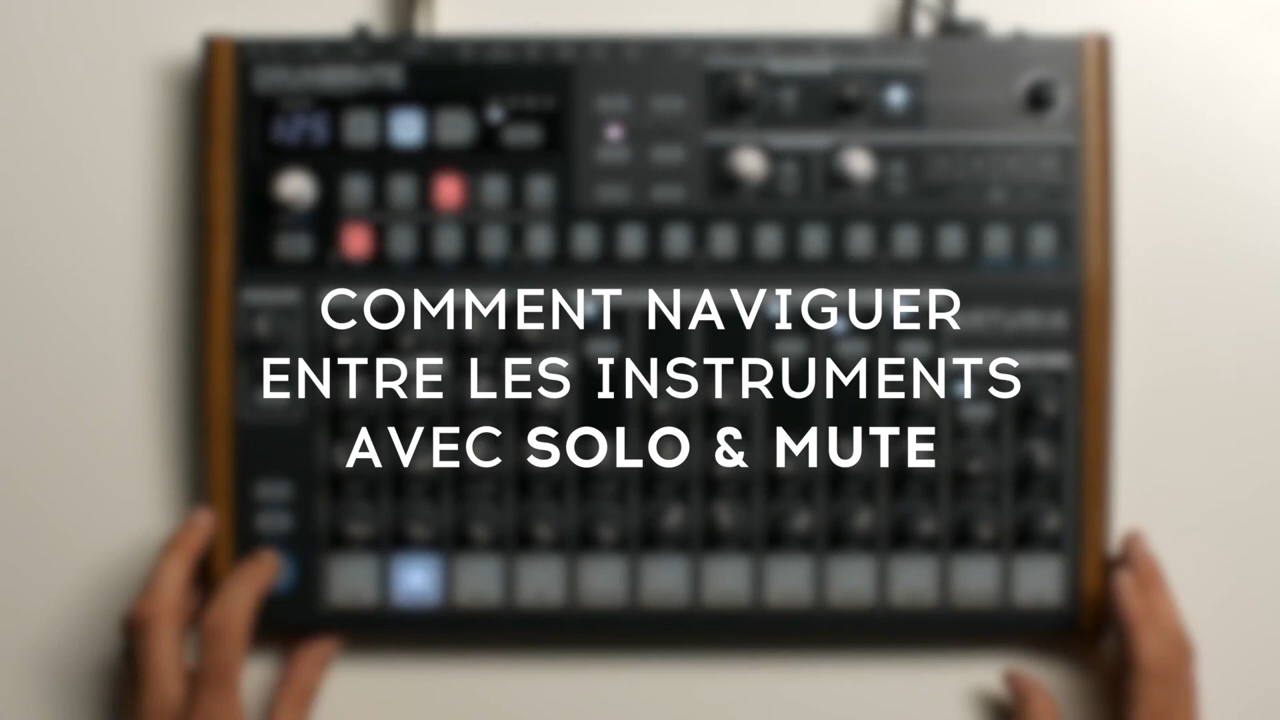 COMMENT NAVIGUER
ENTRE LES INSTRUMENTS
AVEC SOLO & MUTE